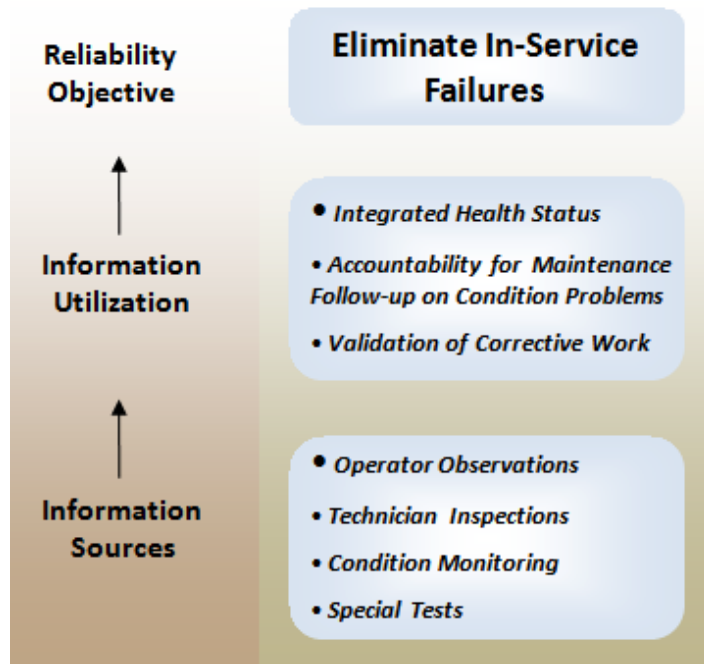 Reliability
Objective
Eliminate In-Service
Failures
Information
Utilization
• Integrated Health Status
• Accountability for Maintenance
Follow-up on Condition Problems
• Validation of Corrective Work
Information
Sources
• Operator Observations
• Technician Inspections
• Condition Monitoring
• Special Tests